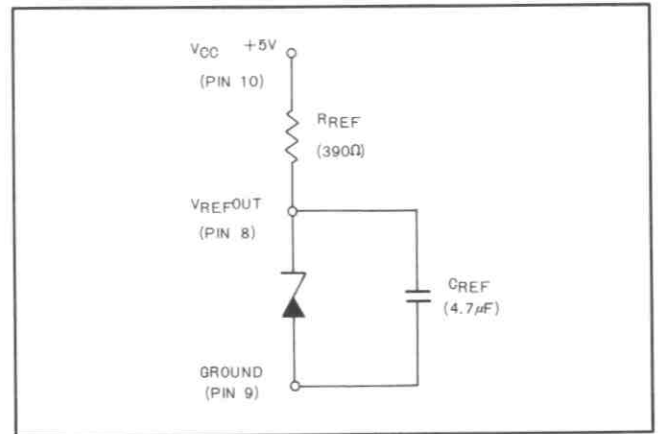 VCC +5V
(PIN 10)
RREF
(390Ω)
VREFOUT
(PIN 8)
CREF
(4.7µF)
GROUND
(PIN 9)